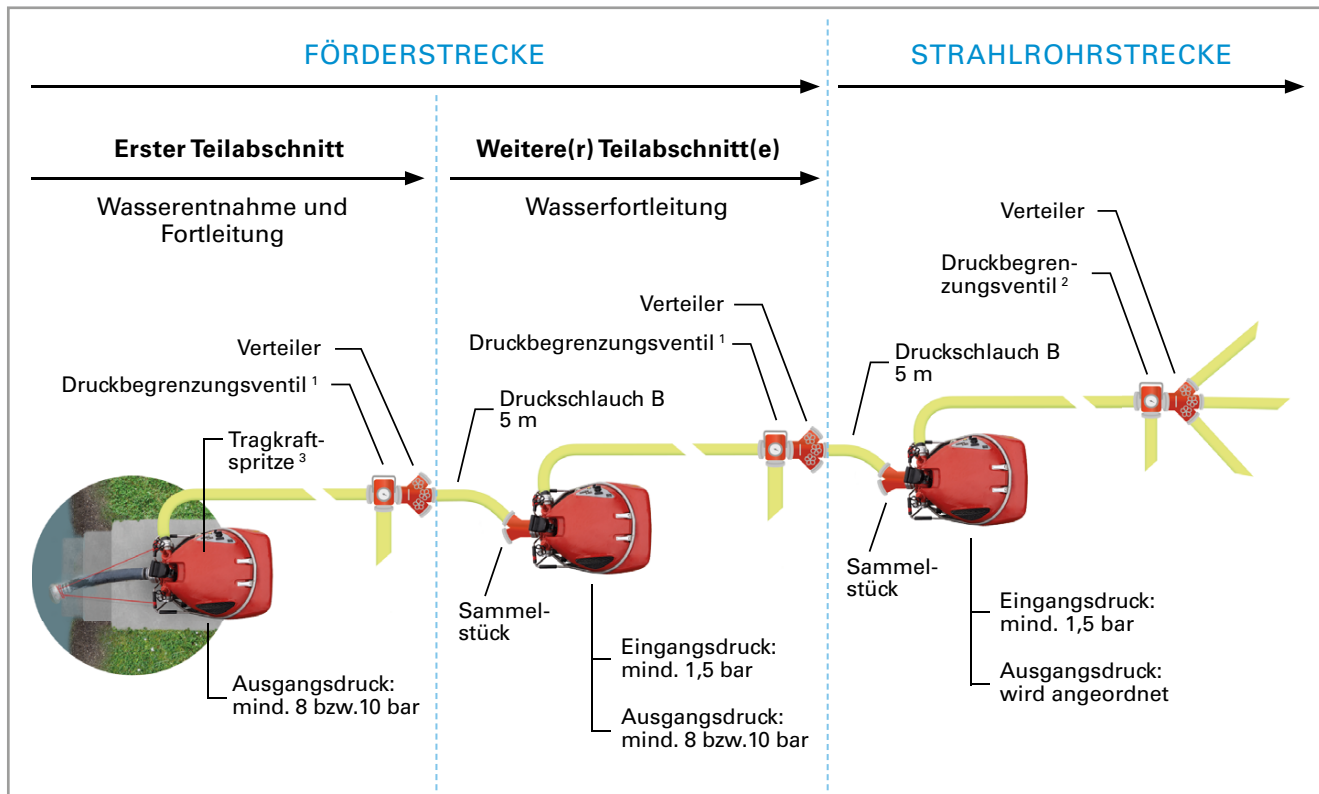 FÖRDERSTRECKE
STRAHLROHRSTRECKE
Erster Teilabschnitt
Weitere(r) Teilabschnitt(e)
Wasserentnahme und
Fortleitung
Wasserfortleitung
Verteiler
Druckbegrenzungsventil ¹
Tragkraft-
spritze ³
Ausgangsdruck:
mind. 8 bzw.10 bar
Verteiler
Druckbegrenzungsventil ¹
Druckschlauch B
5 m
Sammel-
stück
Eingangsdruck:
mind. 1,5 bar
Ausgangsdruck:
mind. 8 bzw.10 bar
Verteiler
Druckbegren-
zungsventil ²
Druckschlauch B
5 m
Sammel-
stück
Eingangsdruck:
mind. 1,5 bar
Ausgangsdruck:
wird angeordnet